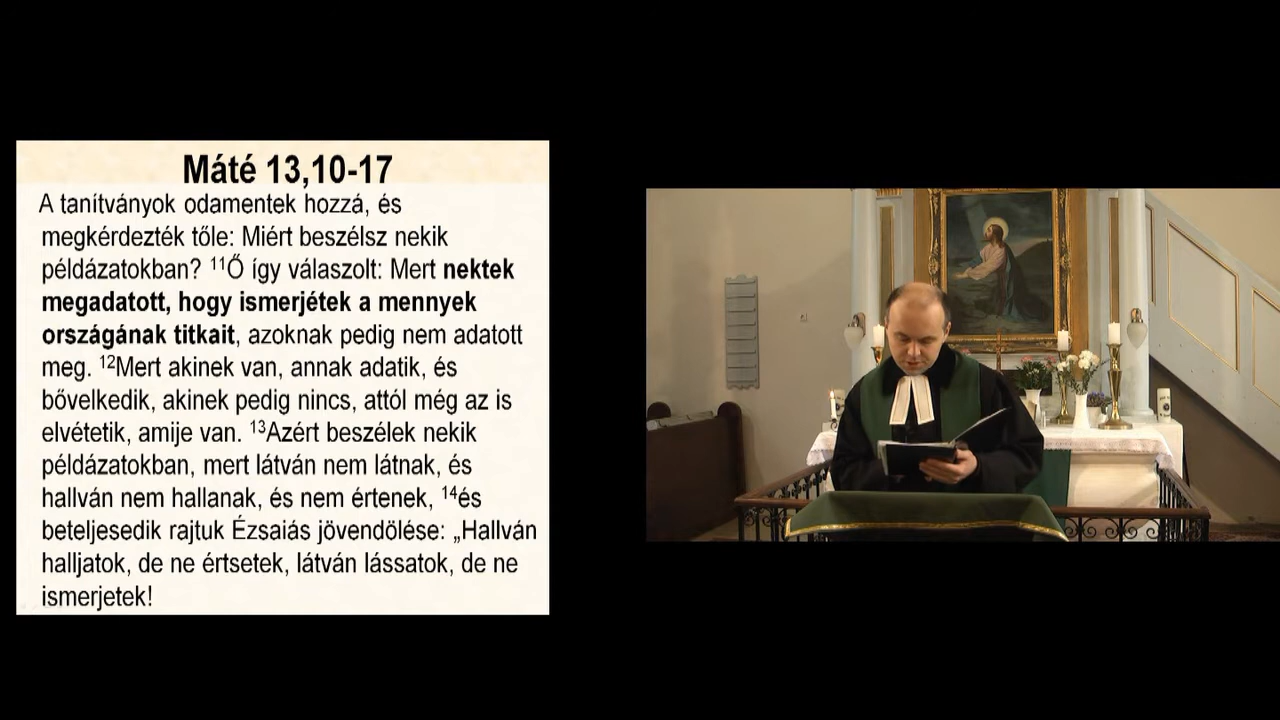 Máté 13,10-17
A tanítványok odamentek hozzá, és
megkérdezték tőle: Miért beszélsz nekik
példázatokban? ¹¹Ő így válaszolt: Mert nektek
megadatott, hogy ismerjétek a mennyek
országának titkait, azoknak pedig nem adatott
meg. ¹²Mert akinek van, annak adatik, és
bővelkedik, akinek pedig nincs, attól még az is
elvétetik, amije van. ¹³Azért beszélek nekik
példázatokban, mert látván nem látnak, és
hallván nem hallanak, és nem értenek, ¹⁴és
beteljesedik rajtuk Ézsaiás jövendölése: „Hallván
halljatok, de ne értsetek, látván lássatok, de ne
ismerjetek!